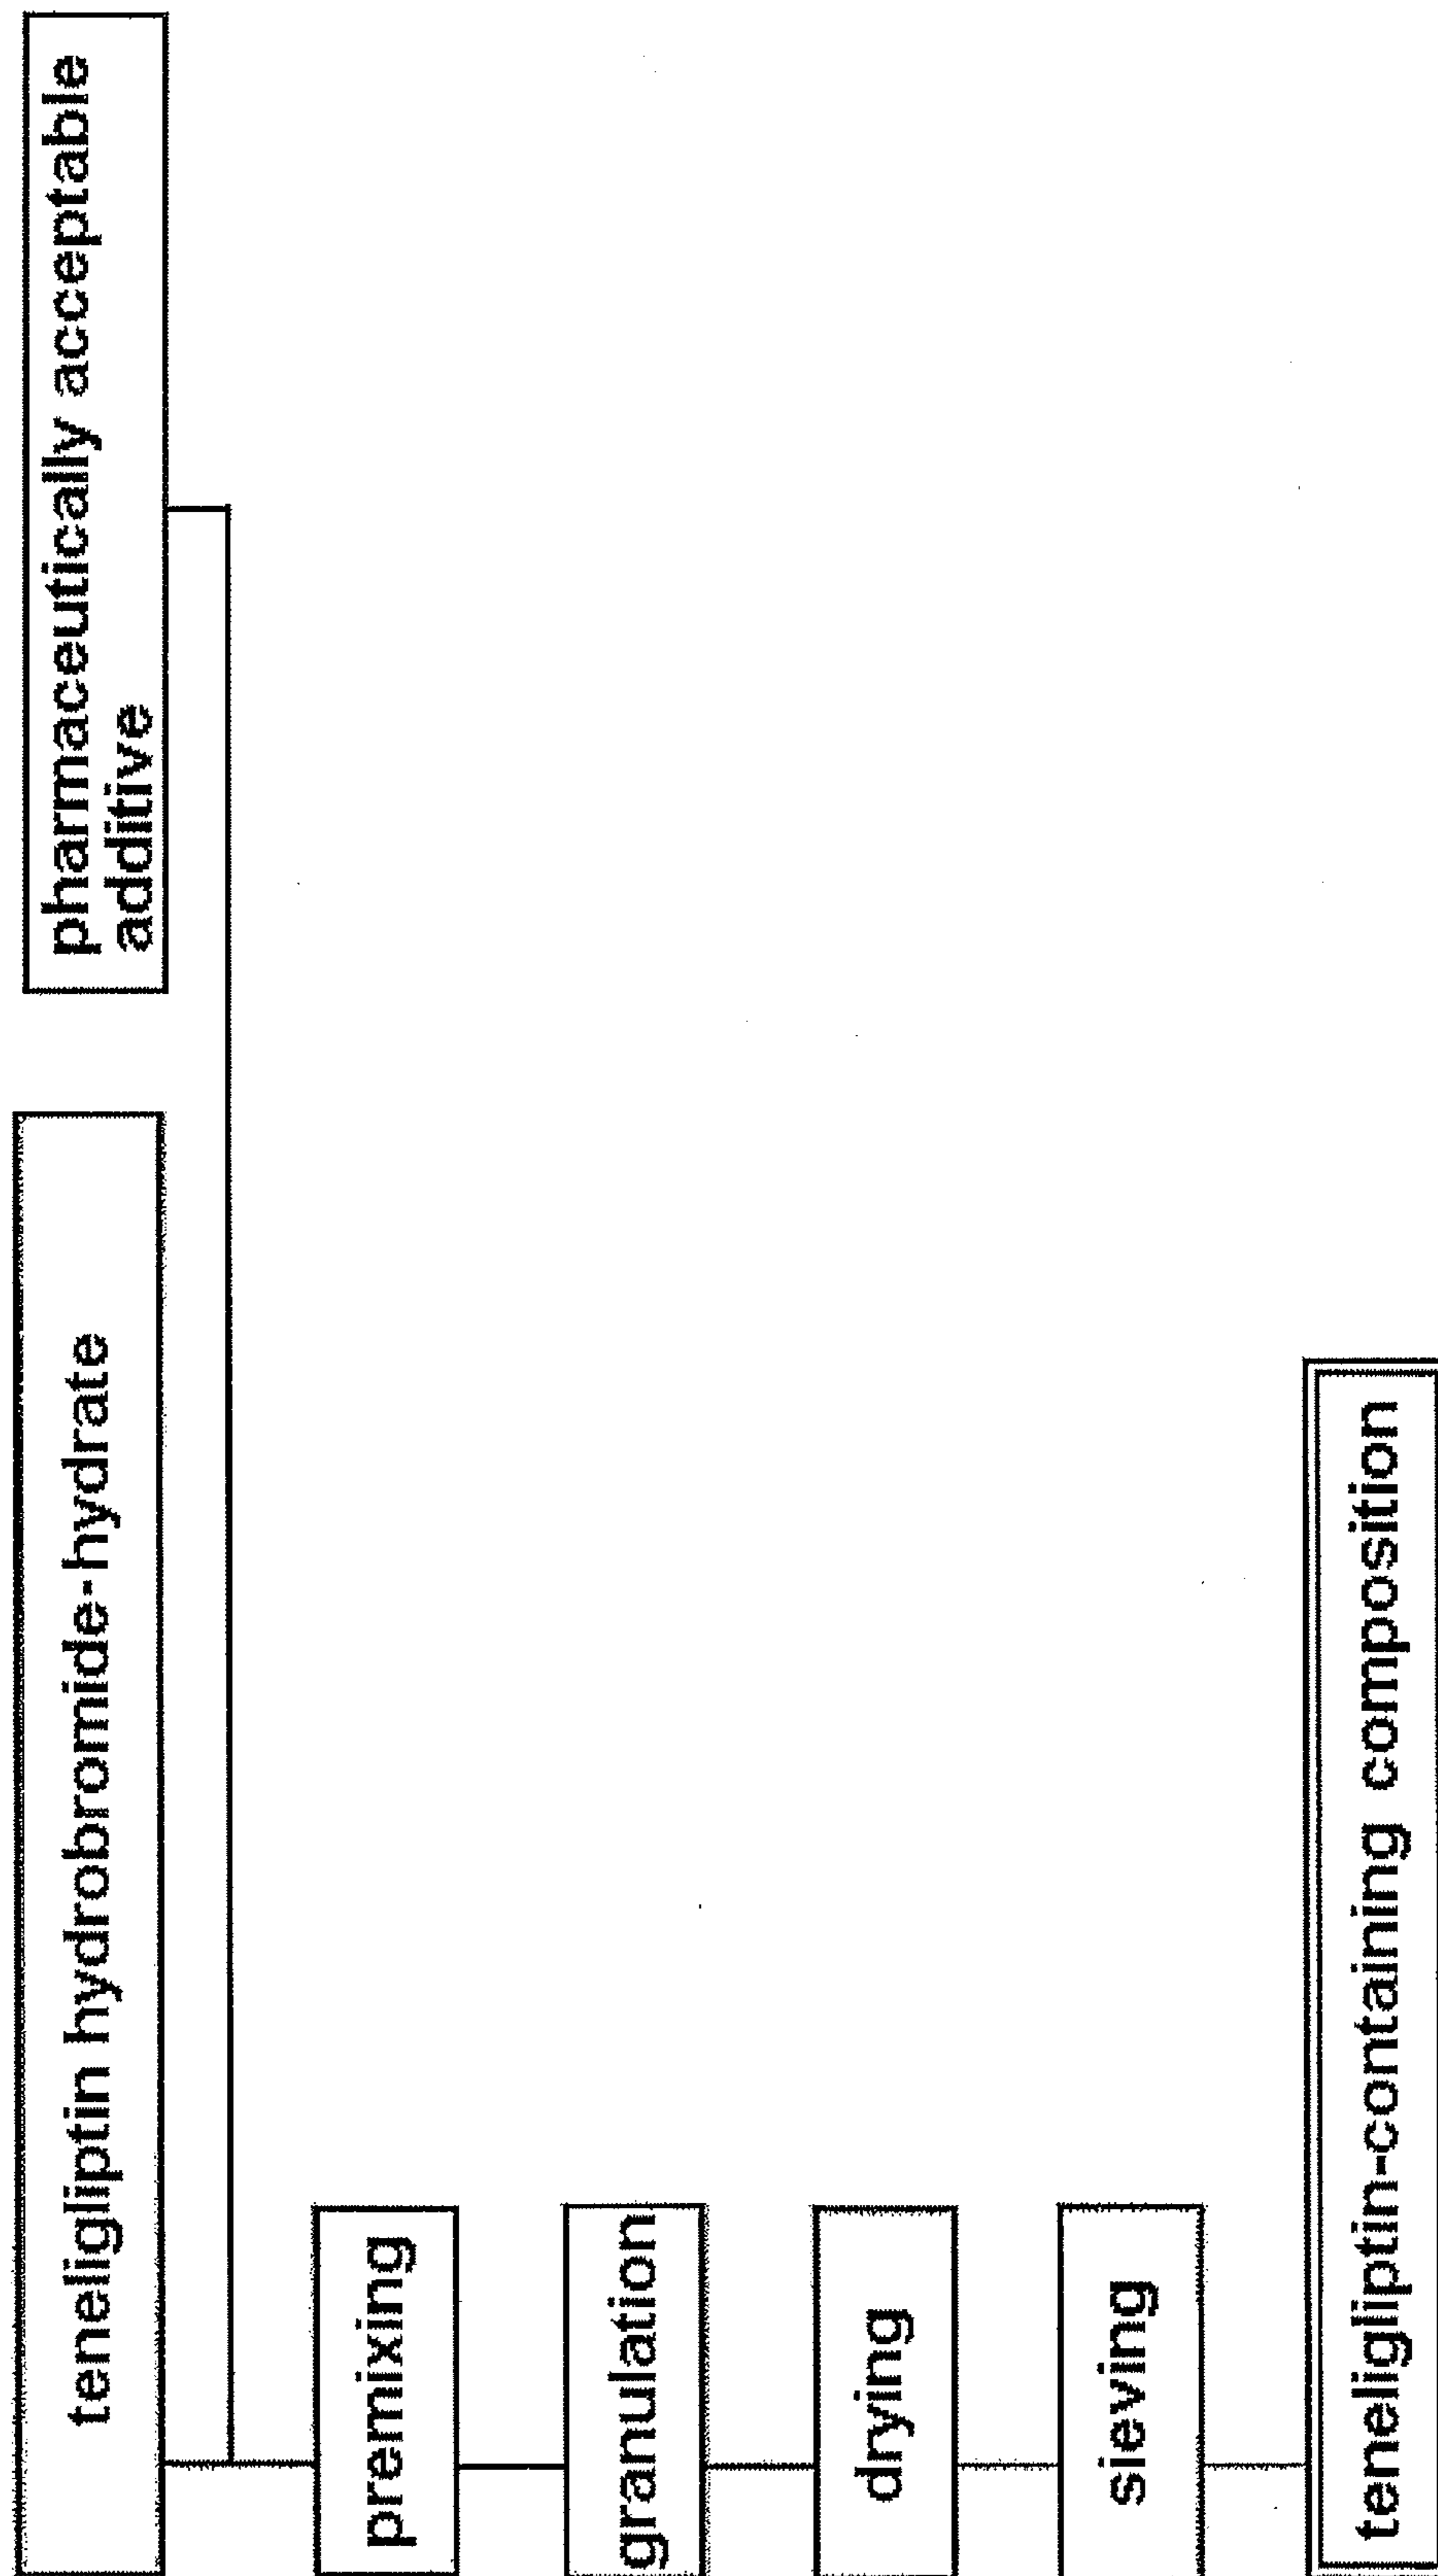 teneligliptin hydrobromide·hydrate
pharmaceutically acceptable
additive
premixing
granulation
drying
sieving
teneligliptin-containing composition